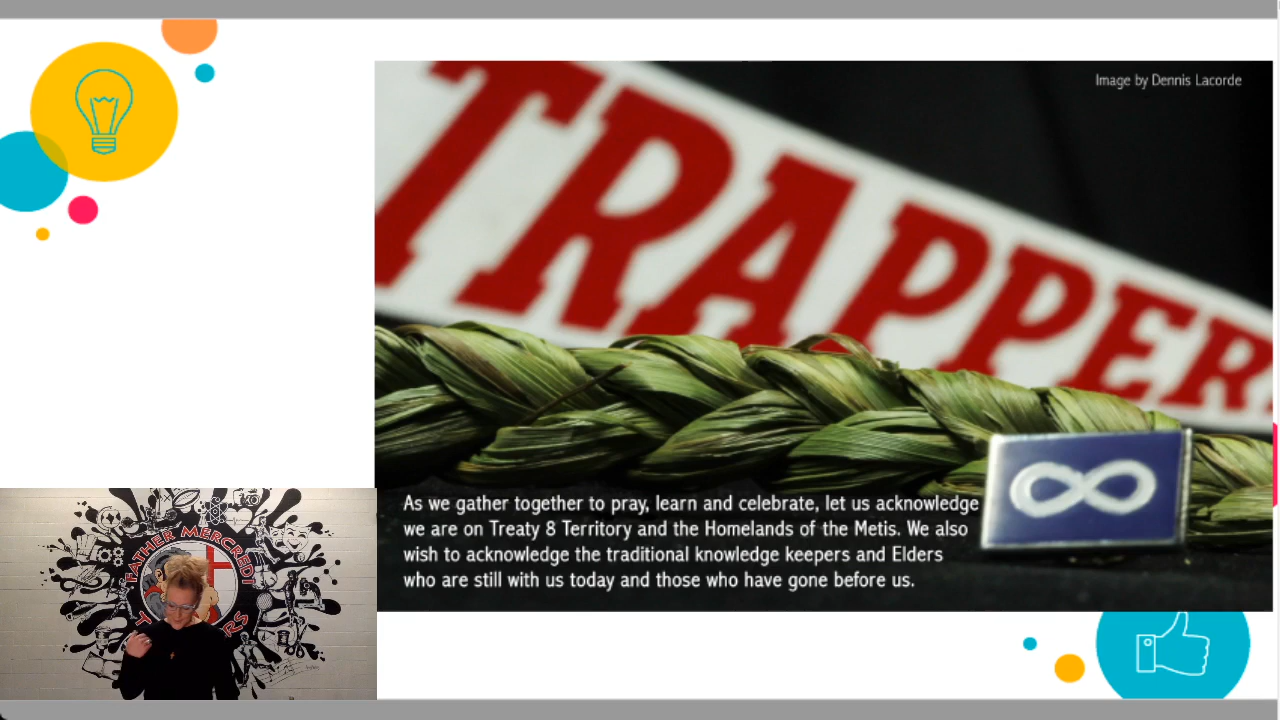 Image by Dennis Lacorde
TRAPPER
As we gather together to pray, learn and celebrate, let us acknowledge
we are on Treaty 8 Territory and the Homelands of the Metis. We also
wish to acknowledge the traditional knowledge keepers and Elders
who are still with us today and those who have gone before us.
FATHER MERCREDI